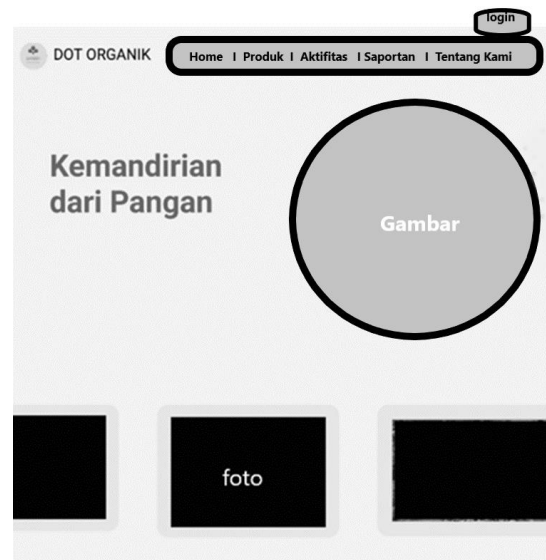 login
DOT ORGANIK
Home I Produk I Aktifitas I Saportan I Tentang Kami
Kemandirian
dari Pangan
Gambar
foto